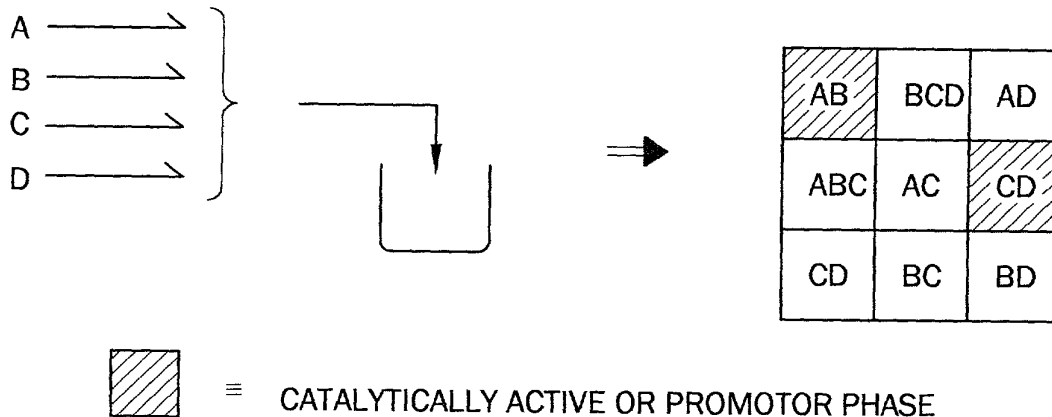 A
B
C
D
AB BCD AD
ABC AC CD
CD BC BD
≡ CATALYTICALLY ACTIVE OR PROMOTOR PHASE